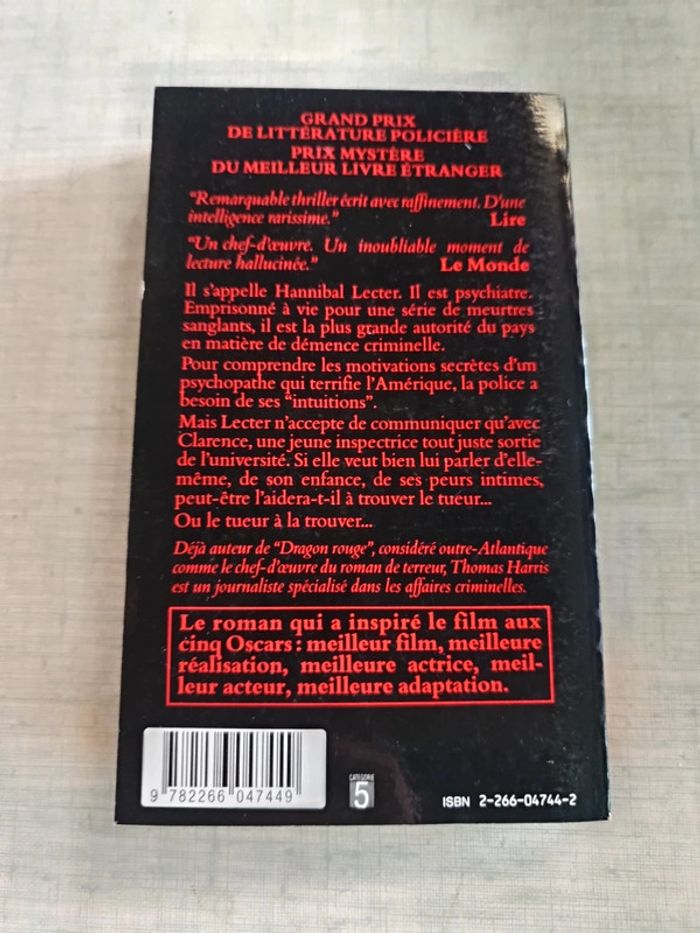 GRAND PRIX
DE LITTÉRATURE POLICIÈRE
PRIX MYSTÈRE
DU MEILLEUR LIVRE ÉTRANGER
"Remarquable thriller écrit avec raffinement. D'une
intelligence rarissime." Lire
"Un chef-d'œuvre. Un inoubliable moment de
lecture hallucinée." Le Monde
Il s'appelle Hannibal Lecter. Il est psychiatre.
Emprisonné à vie pour une série de meurtres
sanglants, il est la plus grande autorité du pays
en matière de démence criminelle.
Pour comprendre les motivations secrètes d'un
psychopathe qui terrifie l'Amérique, la police a
besoin de ses "intuitions".
Mais Lecter n'accepte de communiquer qu'avec
Clarence, une jeune inspectrice tout juste sortie
de l'université. Si elle veut bien lui parler d'elle-
même, de son enfance, de ses peurs intimes,
peut-être l'aidera-t-il à trouver le tueur...
Ou le tueur à la trouver...
Déjà auteur de "Dragon rouge", considéré outre-Atlantique
comme le chef-d'œuvre du roman de terreur, Thomas Harris
est un journaliste spécialisé dans les affaires criminelles.
Le roman qui a inspiré le film aux
cinq Oscars : meilleur film, meilleure
réalisation, meilleure actrice, meil-
leur acteur, meilleure adaptation.
9 782266 047449
CATÉGORIE
5
ISBN 2-266-04744-2